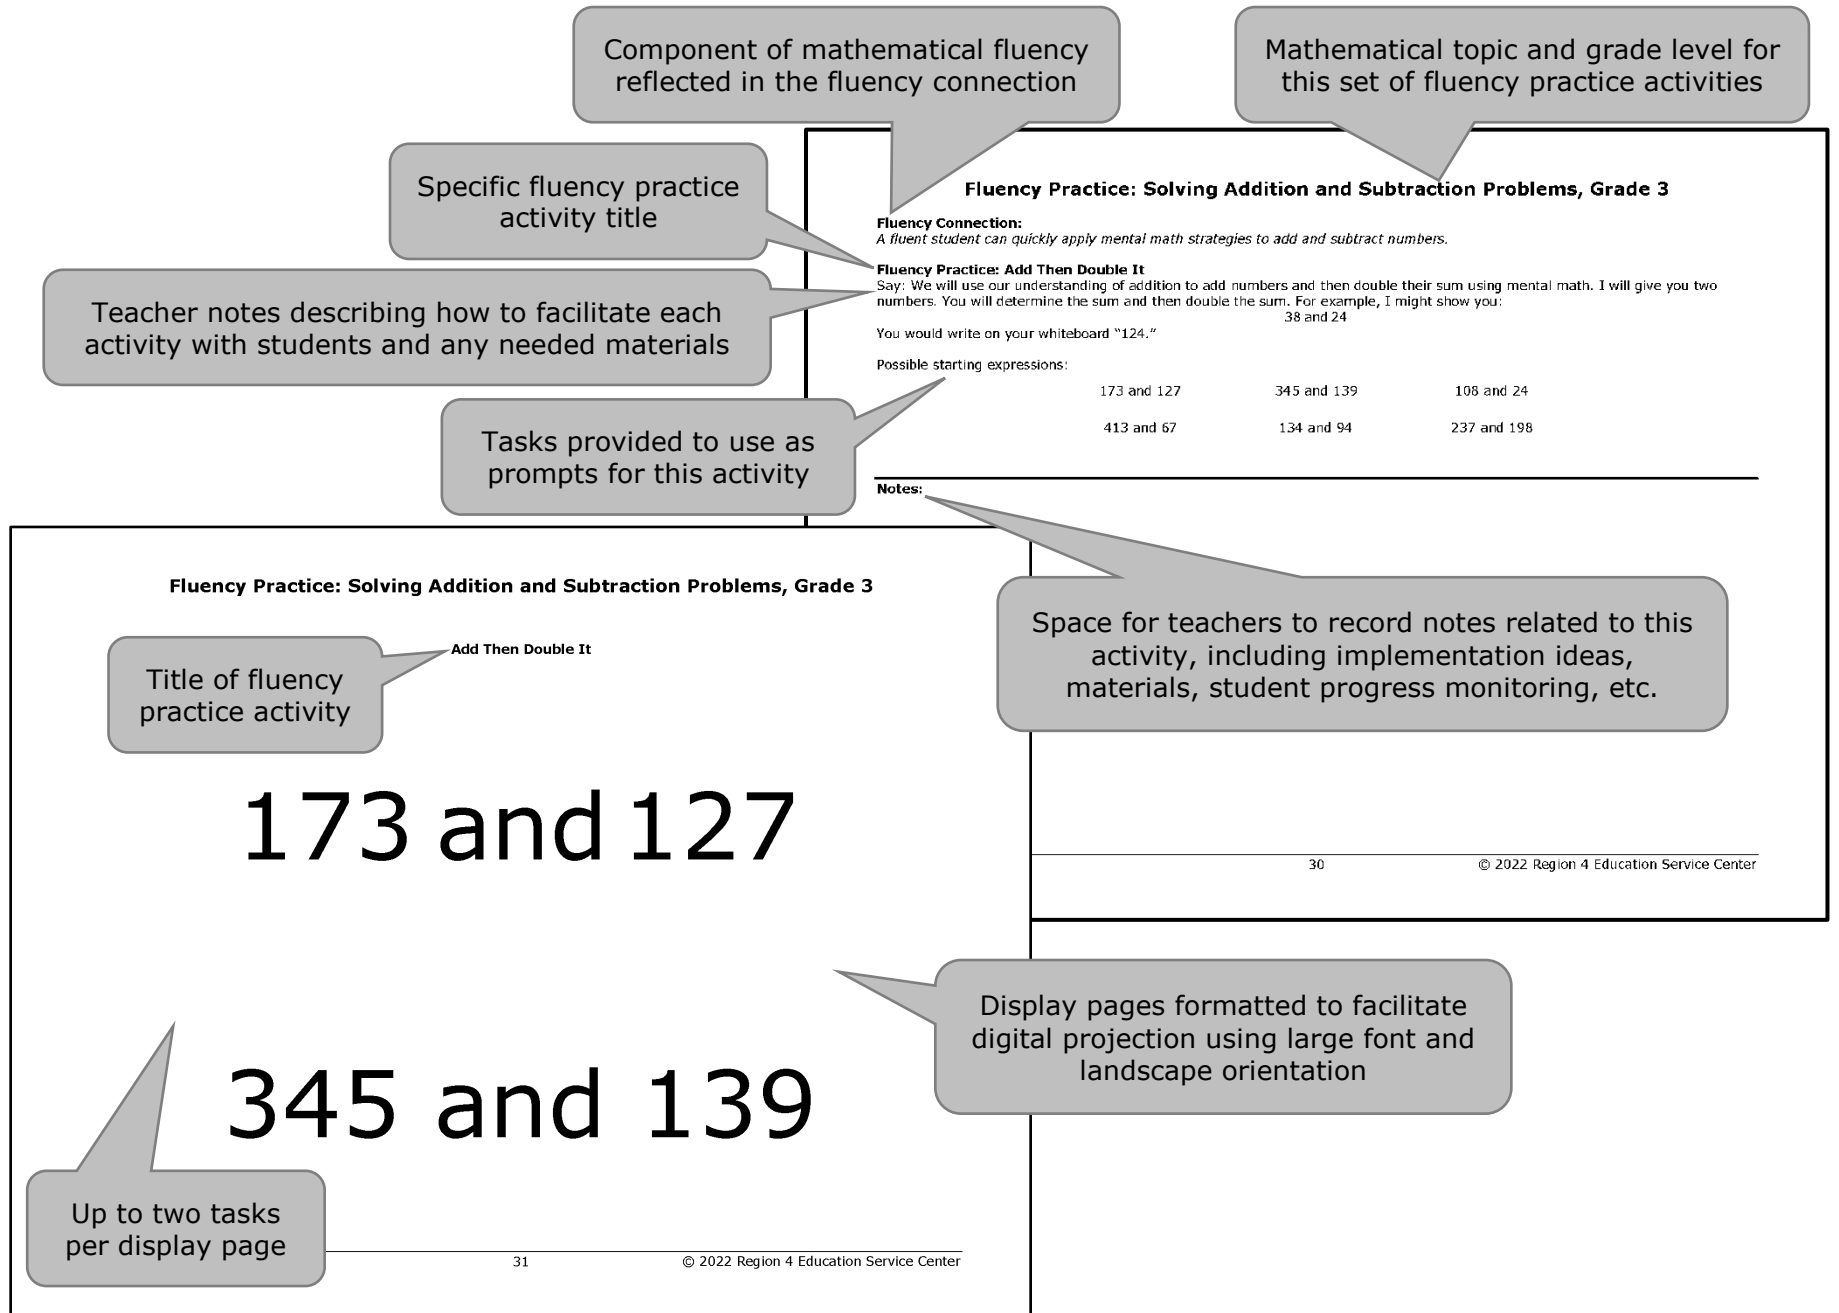 Component of mathematical fluency
reflected in the fluency connection
Mathematical topic and grade level for
this set of fluency practice activities
Specific fluency practice
activity title
Teacher notes describing how to facilitate each
activity with students and any needed materials
Tasks provided to use as
prompts for this activity
Fluency Practice: Solving Addition and Subtraction Problems, Grade 3
Fluency Connection:
A fluent student can quickly apply mental math strategies to add and subtract numbers.
Fluency Practice: Add Then Double It
Say: We will use our understanding of addition to add numbers and then double their sum using mental math. I will give you two
numbers. You will determine the sum and then double the sum. For example, I might show you:
38 and 24
You would write on your whiteboard "124."
Possible starting expressions:
173 and 127 345 and 139 108 and 24
413 and 67 134 and 94 237 and 198
Notes:
Space for teachers to record notes related to this
activity, including implementation ideas,
materials, student progress monitoring, etc.
30 © 2022 Region 4 Education Service Center
Fluency Practice: Solving Addition and Subtraction Problems, Grade 3
Add Then Double It
Title of fluency
practice activity
173 and 127
345 and 139
Display pages formatted to facilitate
digital projection using large font and
landscape orientation
Up to two tasks
per display page
31 © 2022 Region 4 Education Service Center